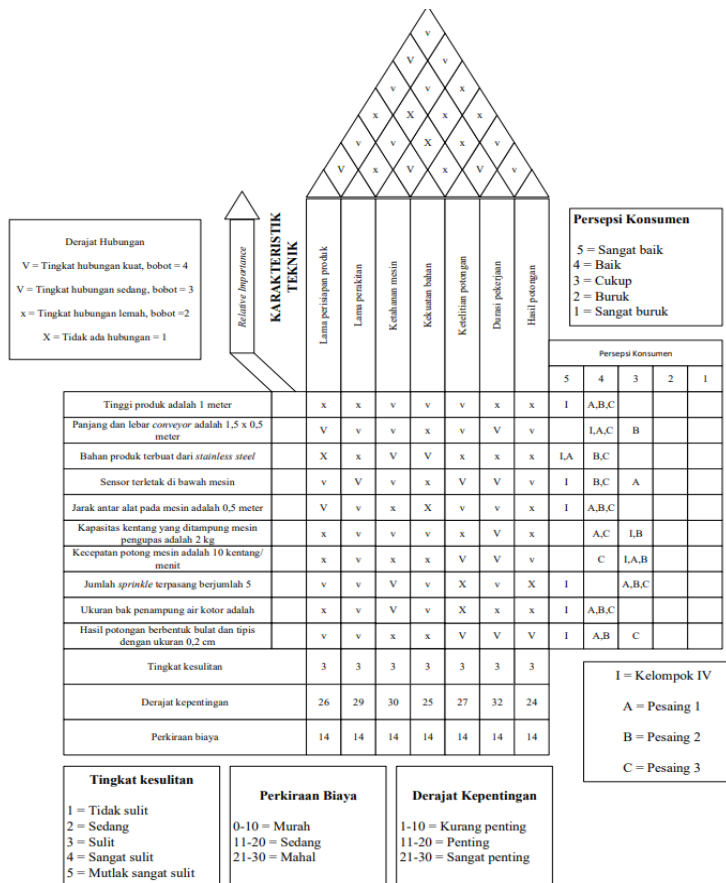 v
V v
v v x
x X x x
v v X v v
V x v V x v
Derajat Hubungan
V = Tingkat hubungan kuat, bobot = 4
V = Tingkat hubungan sedang, bobot = 3
x = Tingkat hubungan lemah, bobot =2
X = Tidak ada hubungan = 1
Relative Importance
KARAKTERISTIK
TEKNIK
Lama perisiapan produk
Lama perakitan
Ketahanan mesin
Kekuatan bahan
Ketelitian potongan
Durasi pekerjaan
Hasil potongan
Persepsi Konsumen
5 = Sangat baik
4 = Baik
3 = Cukup
2 = Buruk
1 = Sangat buruk
Persepsi Konsumen
5 4 3 2 1
Tinggi produk adalah 1 meter x x v v v x x I A,B,C
Panjang dan lebar conveyor adalah 1,5 x 0,5
meter V v v x v V v I,A,C B
Bahan produk terbuat dari stainless steel X x V V x x x I,A B,C
Sensor terletak di bawah mesin v V v x V V v I B,C A
Jarak antar alat pada mesin adalah 0,5 meter V v x X v v x I A,B,C
Kapasitas kentang yang ditampung mesin
pengupas adalah 2 kg x v v v x V x A,C I,B
Kecepatan potong mesin adalah 10 kentang/
menit x v x x V V v C I,A,B
Jumlah sprinkle terpasang berjumlah 5 v v V v X v X I A,B,C
Ukuran bak penampung air kotor adalah x v V v X x x I A,B,C
Hasil potongan berbentuk bulat dan tipis
dengan ukuran 0,2 cm v v x x V V V I A,B C
Tingkat kesulitan 3 3 3 3 3 3 3
Derajat kepentingan 26 29 30 25 27 32 24
Perkiraan biaya 14 14 14 14 14 14 14
I = Kelompok IV
A = Pesaing 1
B = Pesaing 2
C = Pesaing 3
Tingkat kesulitan
1 = Tidak sulit
2 = Sedang
3 = Sulit
4 = Sangat sulit
5 = Mutlak sangat sulit
Perkiraan Biaya
0-10 = Murah
11-20 = Sedang
21-30 = Mahal
Derajat Kepentingan
1-10 = Kurang penting
11-20 = Penting
21-30 = Sangat penting